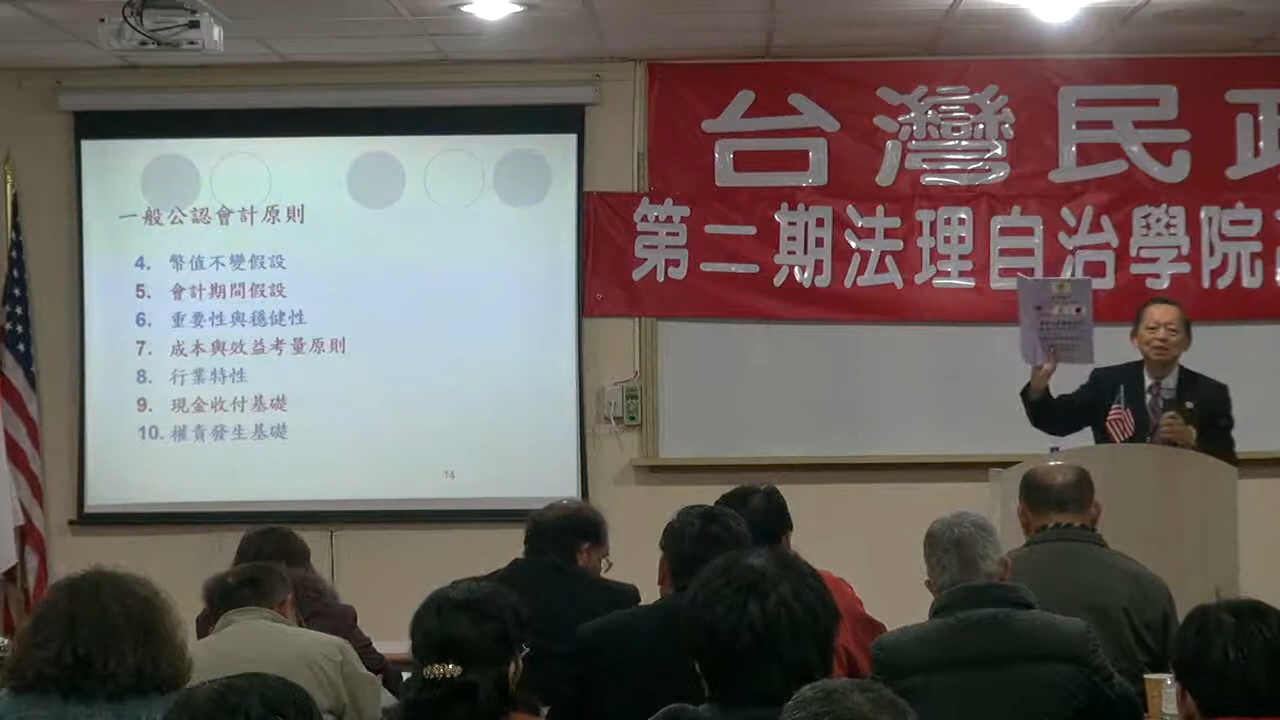 一般公認會計原則
4. 幣值不變假設
5. 會計期間假設
6. 重要性與穩健性
7. 成本與效益考量原則
8. 行業特性
9. 現金收付基礎
10. 權責發生基礎
14
台灣民政
第二期法理自治學院